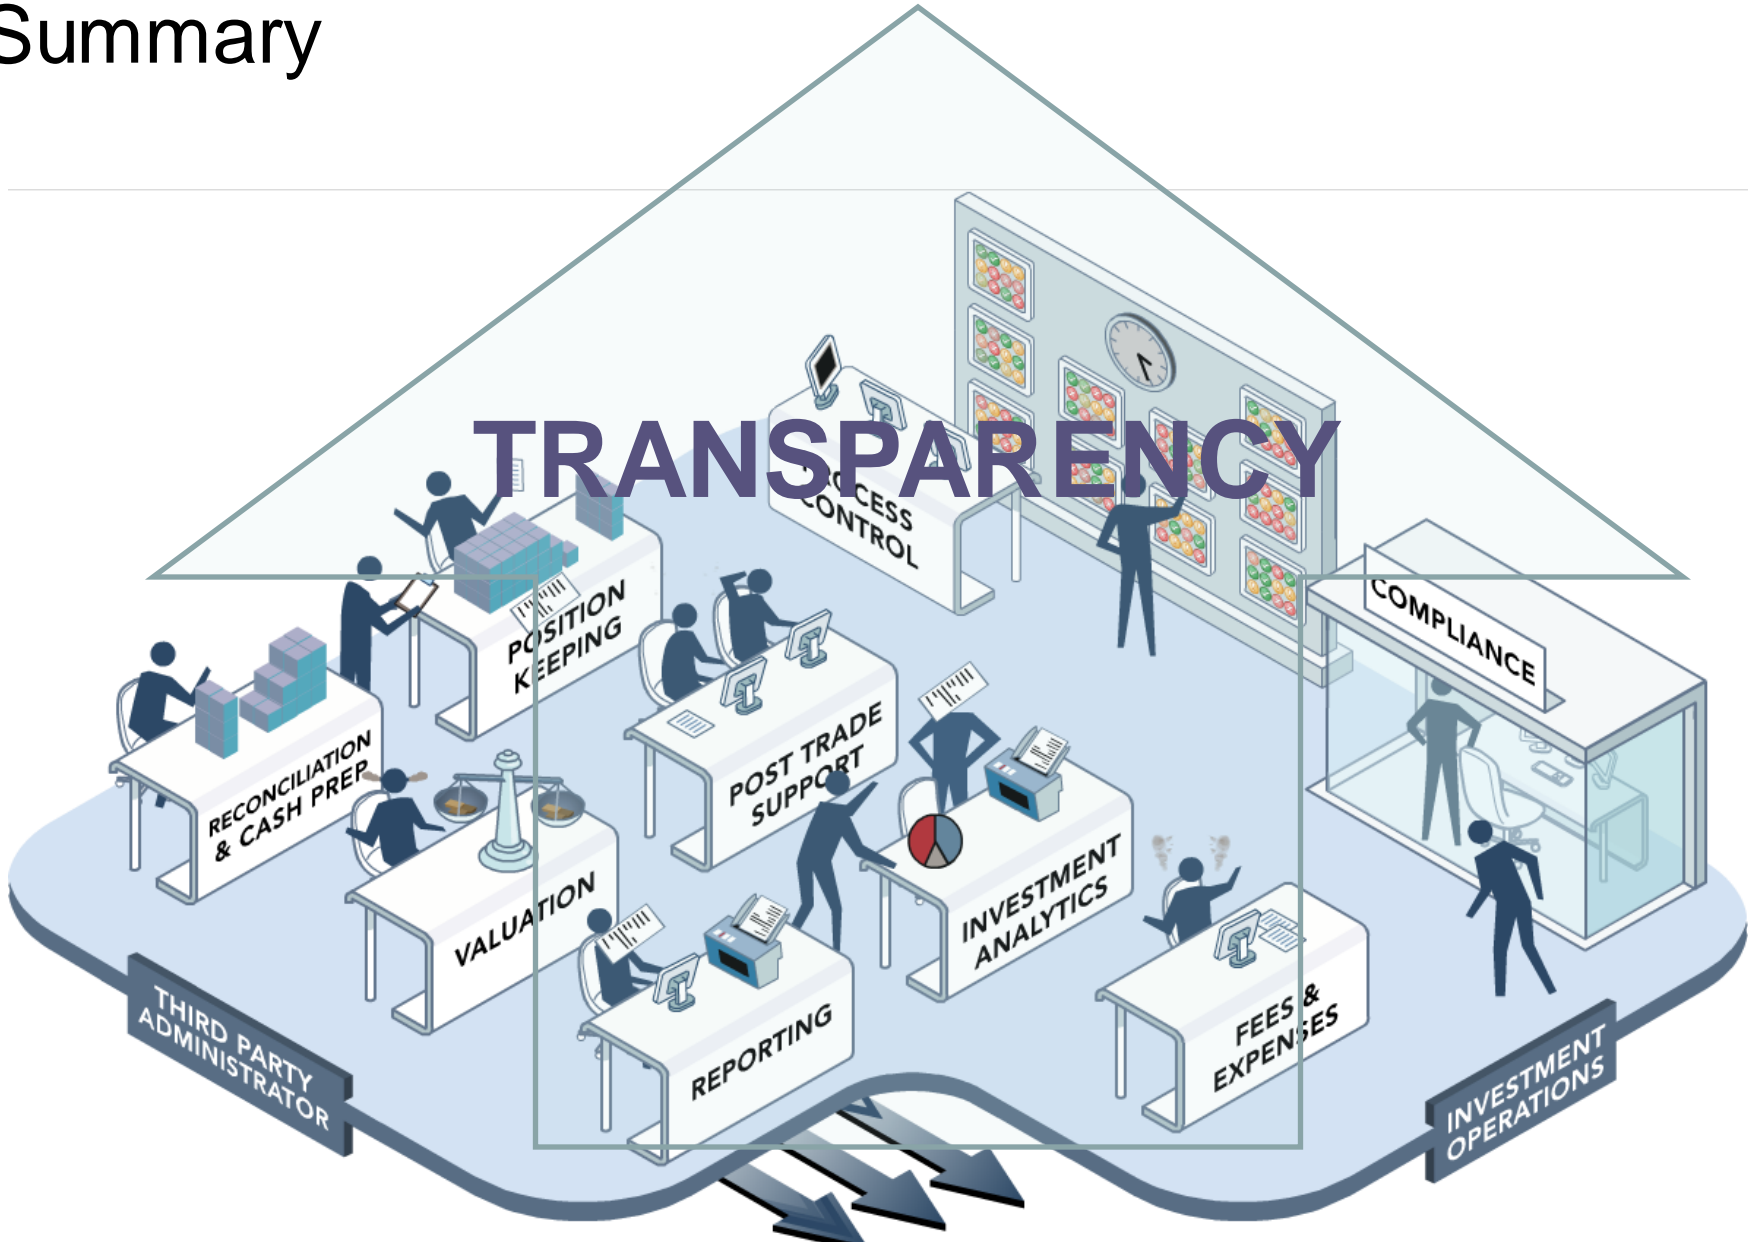 Summary
TRANSPARENCY
PROCESS
CONTROL
POSITION
KEEPING
COMPLIANCE
RECONCILIATION
& CASH PREP
POST TRADE
SUPPORT
VALUATION
INVESTMENT
ANALYTICS
REPORTING
FEES &
EXPENSES
THIRD PARTY
ADMINISTRATOR
INVESTMENT
OPERATIONS